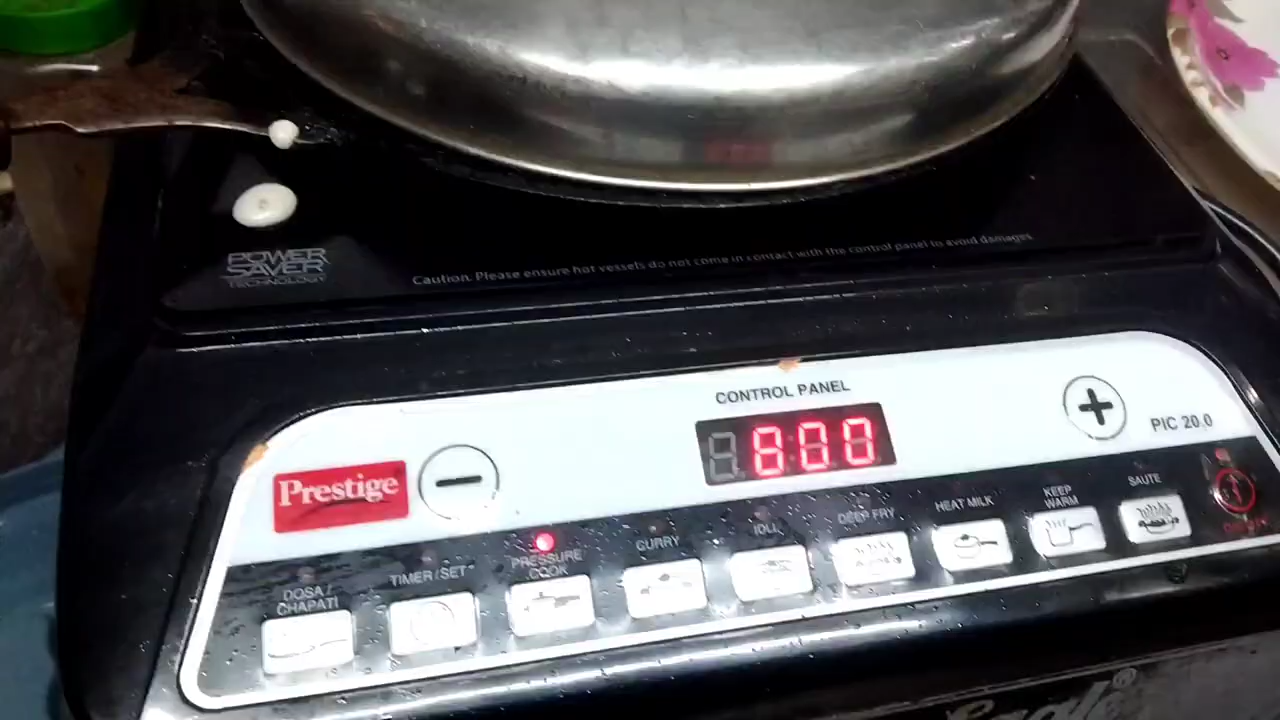 POWER
SAVER
TECHNOLOGY
Caution. Please ensure hot vessels do not come in contact with the control panel to avoid damages
CONTROL PANEL
800
PIC 20.0
Prestige
DOSA /
CHAPATI
TIMER / SET
PRESSURE
COOK
CURRY
IDLI
DEEP FRY
HEAT MILK
KEEP
WARM
SAUTE